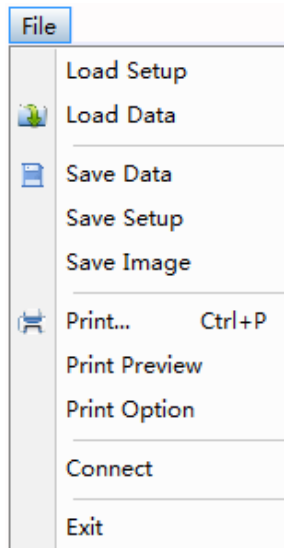 File
Load Setup
Load Data
Save Data
Save Setup
Save Image
Print... Ctrl+P
Print Preview
Print Option
Connect
Exit